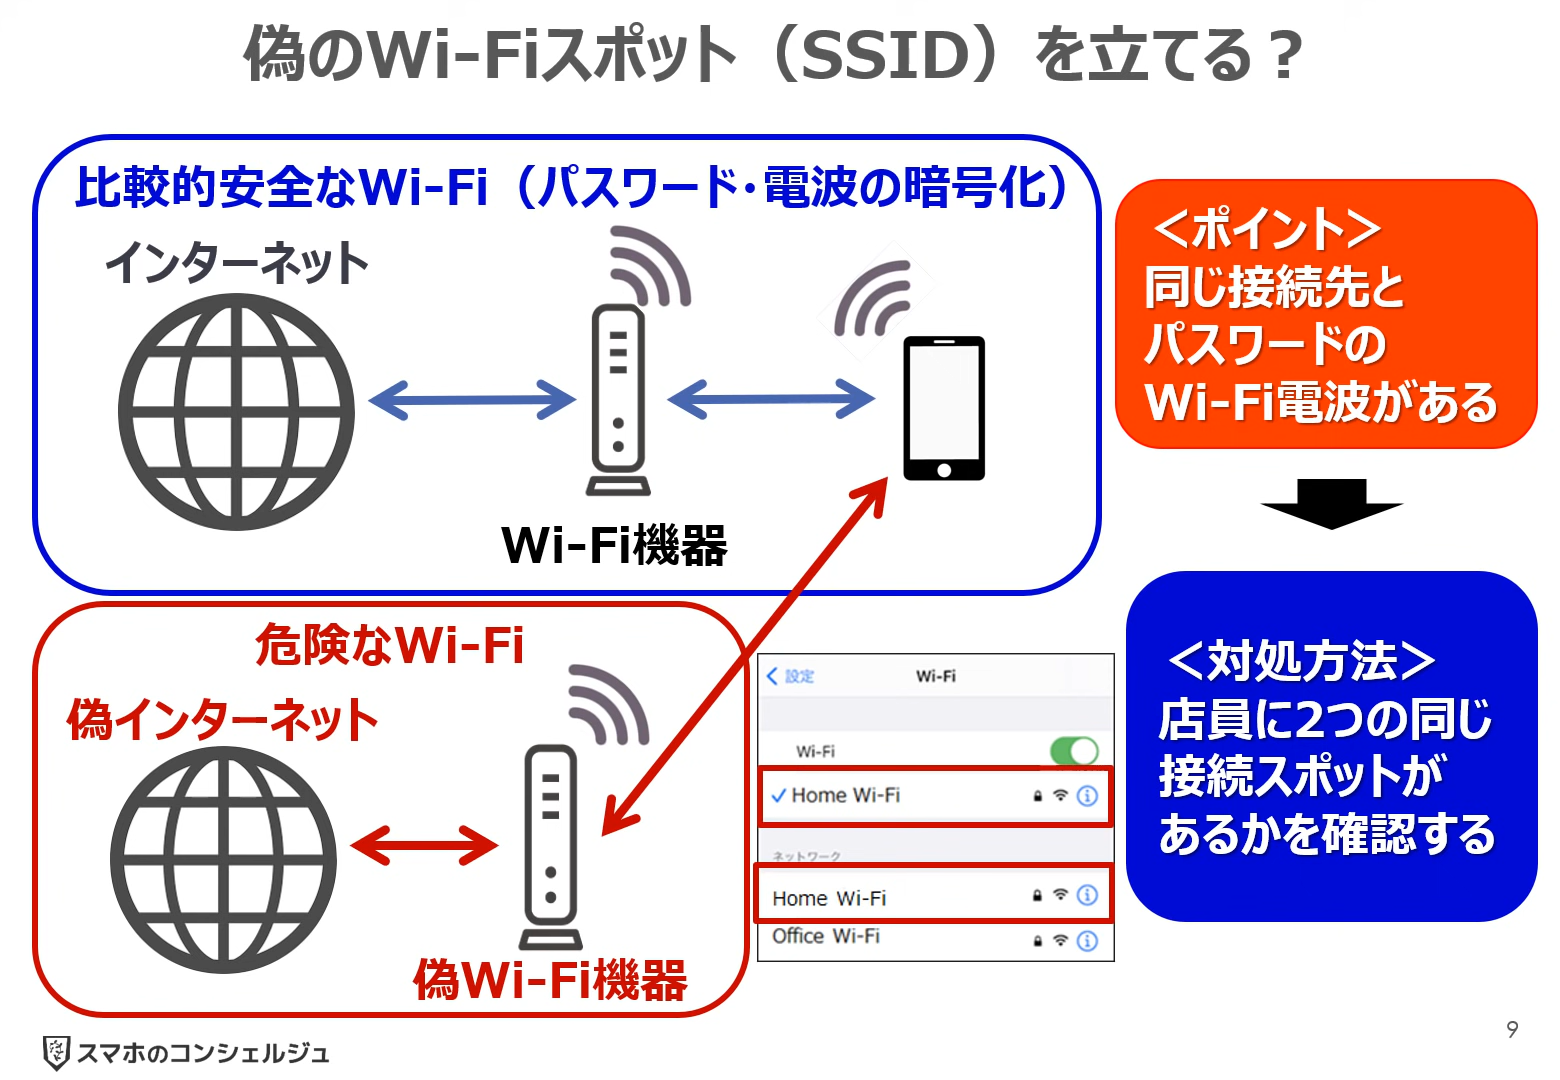 偽のWi-Fiスポット（SSID）を立てる？
比較的安全なWi-Fi（パスワード・電波の暗号化）
インターネット
Wi-Fi機器
＜ポイント＞
同じ接続先と
パスワードの
Wi-Fi電波がある
危険なWi-Fi
偽インターネット
偽Wi-Fi機器
設定
Wi-Fi
Wi-Fi
Home Wi-Fi
ネットワーク
Home Wi-Fi
Office Wi-Fi
＜対処方法＞
店員に2つの同じ
接続スポットが
あるかを確認する
スマホのコンシェルジュ
9